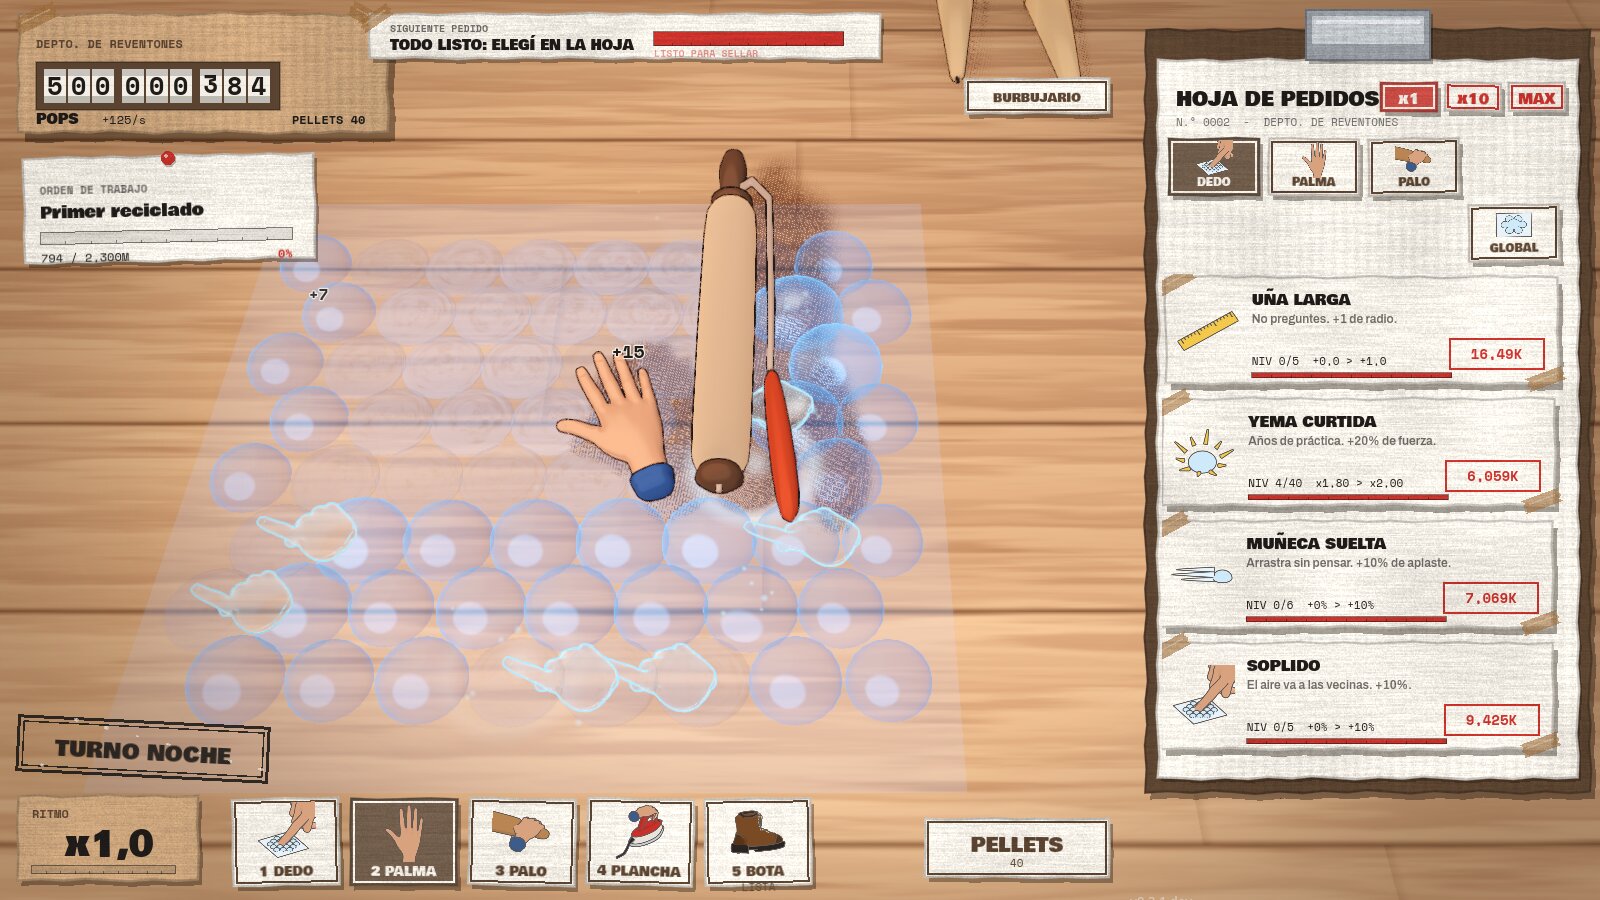 DEPTO. DE REVENTONES
500 000 384
POPS +125/s PELLETS 40
SIGUIENTE PEDIDO
TODO LISTO: ELEGÍ EN LA HOJA
LISTO PARA SELLAR
BURBUJARIO
ORDEN DE TRABAJO
Primer reciclado
0%
794 / 2,300M
+7
+15
HOJA DE PEDIDOS
x1
x10
MAX
N.° 0002 - DEPTO. DE REVENTONES
DEDO
PALMA
PALO
GLOBAL
UÑA LARGA
No preguntes. +1 de radio.
NIV 0/5 +0,0 > +1,0
16,49K
YEMA CURTIDA
Años de práctica. +20% de fuerza.
NIV 4/40 x1,80 > x2,00
6,059K
MUÑECA SUELTA
Arrastra sin pensar. +10% de aplaste.
NIV 0/6 +0% > +10%
7,069K
SOPLIDO
El aire va a las vecinas. +10%.
NIV 0/5 +0% > +10%
9,425K
TURNO NOCHE
RITMO
x1,0
1 DEDO
2 PALMA
3 PALO
4 PLANCHA
5 BOTA
LISTA
PELLETS
40